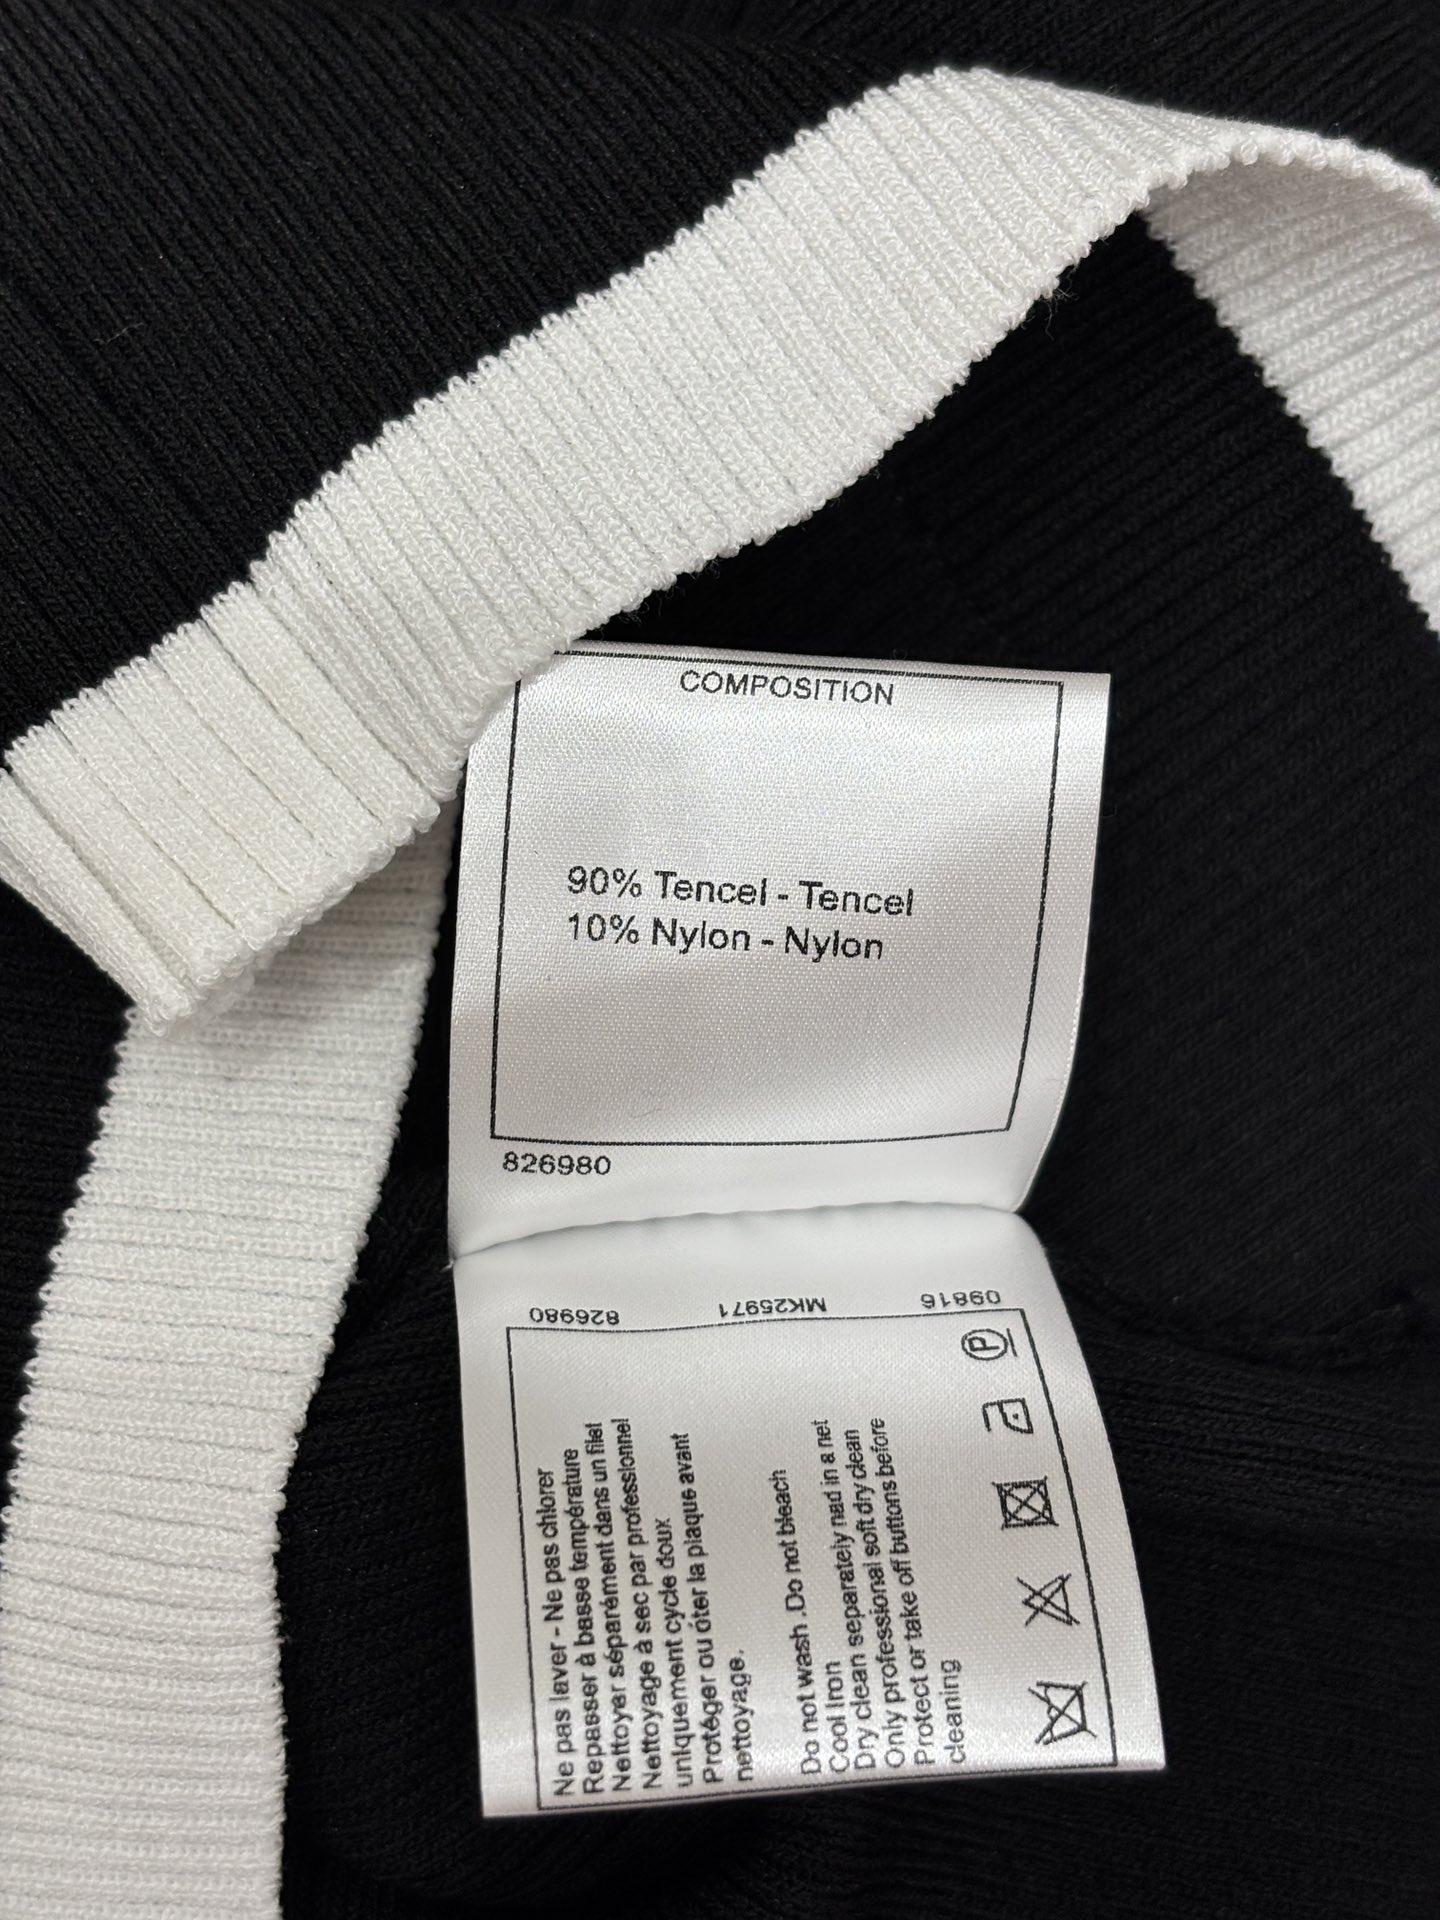 COMPOSITION
90% Tencel - Tencel
10% Nylon - Nylon
826980
826980 MK25971 09816
Ne pas laver - Ne pas chlorer
Repasser à basse température
Nettoyer séparément dans un filet
Nettoyage à sec par professionnel
uniquement cycle doux
Protéger ou óter la plaque avant
nettoyage.
Do not wash .Do not bleach
Cool Iron
Dry clean separately nad in a net
Only professional soft dry clean
Protect or take off buttons before
cleaning
P